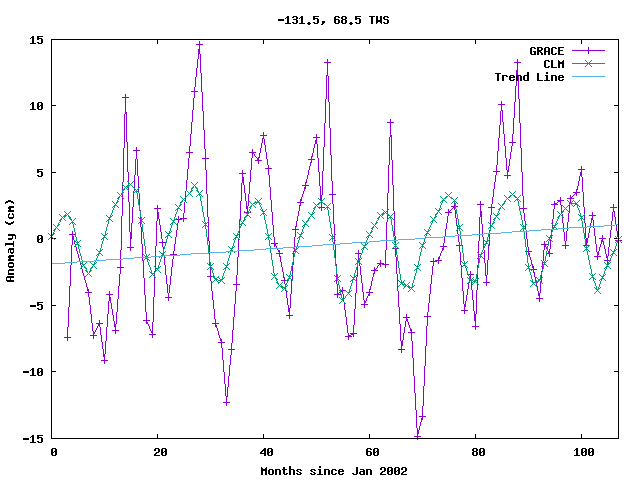 -131.5, 68.5 TWS
GRACE
CLM
Trend Line
15
10
5
0
-5
-10
-15
Anomaly (cm)
0 20 40 60 80 100
Months since Jan 2002